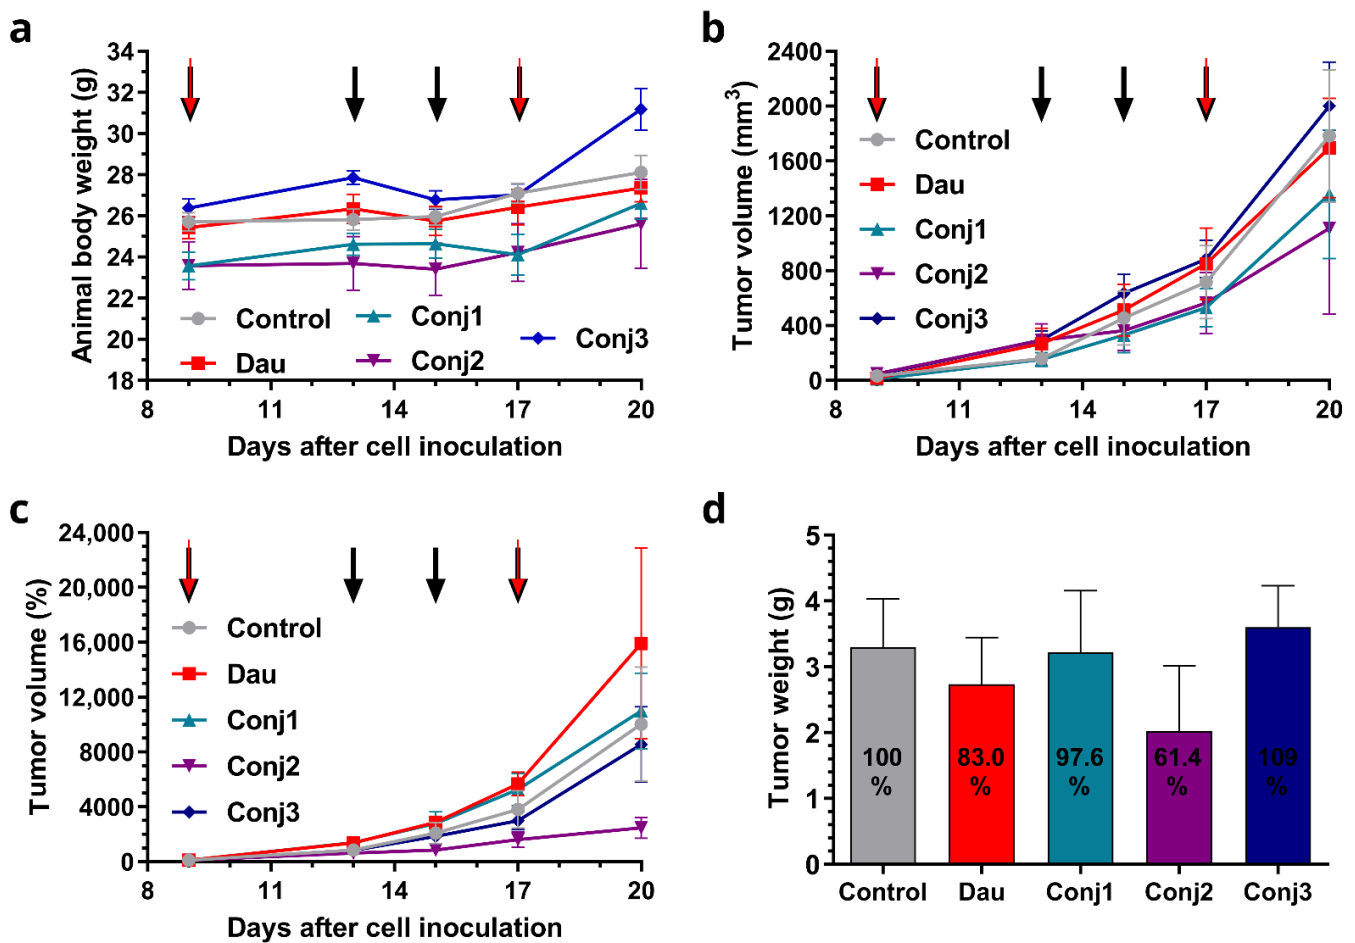 a
Animal body weight (g)
34
32
30
28
26
24
22
20
18
Control
Dau
Conj1
Conj2
Conj3
8
11
14
17
20
Days after cell inoculation
b
Tumor volume (mm³)
2400
2000
1600
1200
800
400
0
Control
Dau
Conj1
Conj2
Conj3
8
11
14
17
20
Days after cell inoculation
c
Tumor volume (%)
24,000
20,000
16,000
12,000
8000
4000
0
Control
Dau
Conj1
Conj2
Conj3
8
11
14
17
20
Days after cell inoculation
d
Tumor weight (g)
5
4
3
2
1
0
100
%
83.0
%
97.6
%
61.4
%
109
%
Control
Dau
Conj1
Conj2
Conj3